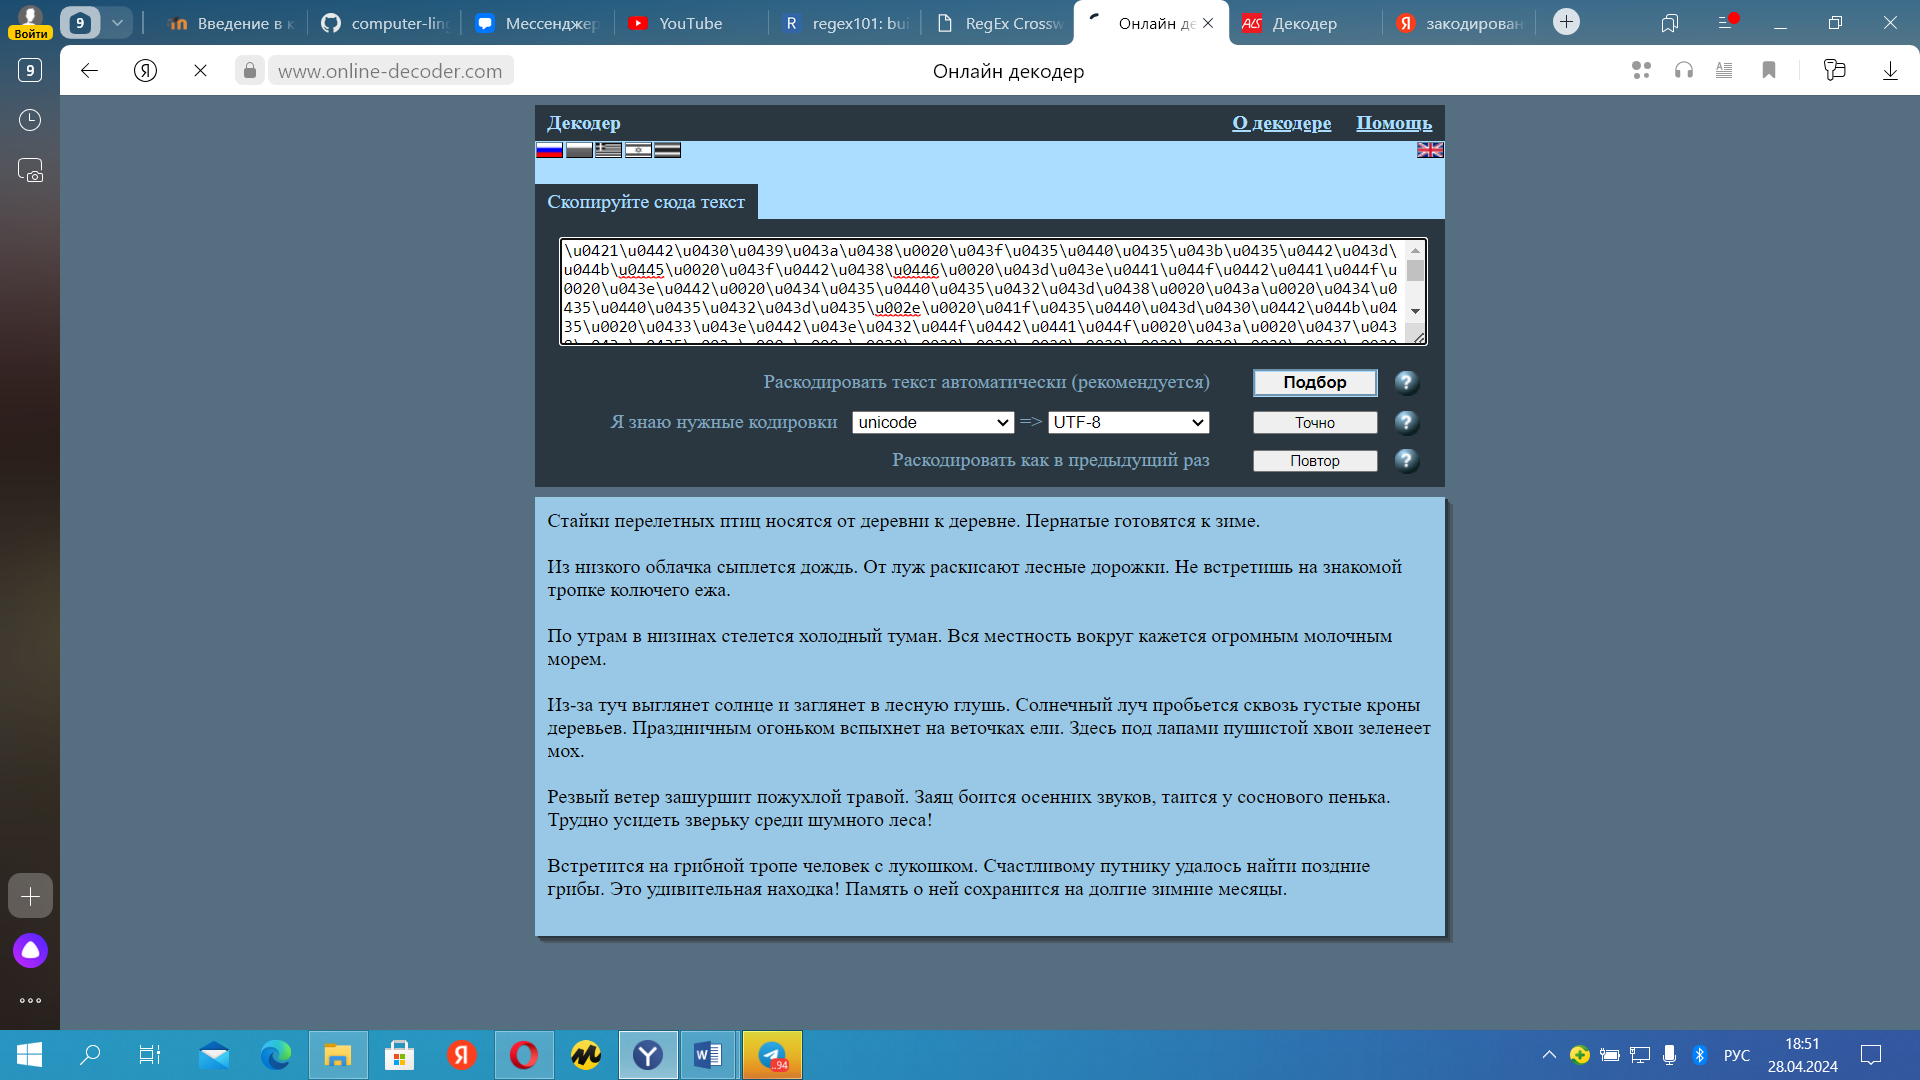 Войти
9
Введение в к
computer-ling
Мессенджер
YouTube
regex101: bui
RegEx Crossw
Онлайн де
Декодер
закодирован
9
www.online-decoder.com
Онлайн декодер
Декодер
О декодере
Помощь
Скопируйте сюда текст
\u0421\u0442\u0430\u0439\u043a\u0438\u0020\u043f\u0435\u0440\u0435\u043b\u0435\u0442\u043d\
u044b\u0445\u0020\u043f\u0442\u0438\u0446\u0020\u043d\u043e\u0441\u044f\u0442\u0441\u044f\u
0020\u043e\u0442\u0020\u0434\u0435\u0440\u0435\u0432\u043d\u0438\u0020\u043a\u0020\u0434\u0
435\u0440\u0435\u0432\u043d\u0435\u002e\u0020\u041f\u0435\u0440\u043d\u0430\u0442\u044b\u04
35\u0020\u0433\u043e\u0442\u043e\u0432\u044f\u0442\u0441\u044f\u0020\u043a\u0020\u0437\u043
Раскодировать текст автоматически (рекомендуется)
Подбор
?
Я знаю нужные кодировки
unicode
=>
UTF-8
Точно
?
Раскодировать как в предыдущий раз
Повтор
?
Стайки перелетных птиц носятся от деревни к деревне. Пернатые готовятся к зиме.
Из низкого облачка сыплется дождь. От луж раскисают лесные дорожки. Не встретишь на знакомой
тропке колючего ежа.
По утрам в низинах стелется холодный туман. Вся местность вокруг кажется огромным молочным
морем.
Из-за туч выглянет солнце и заглянет в лесную глушь. Солнечный луч пробьется сквозь густые кроны
деревьев. Праздничным огоньком вспыхнет на веточках ели. Здесь под лапами пушистой хвои зеленеет
мох.
Резвый ветер зашуршит пожухлой травой. Заяц боится осенних звуков, таится у соснового пенька.
Трудно усидеть зверьку среди шумного леса!
Встретится на грибной тропе человек с лукошком. Счастливому путнику удалось найти поздние
грибы. Это удивительная находка! Память о ней сохранится на долгие зимние месяцы.
..94
РУС
18:51
28.04.2024